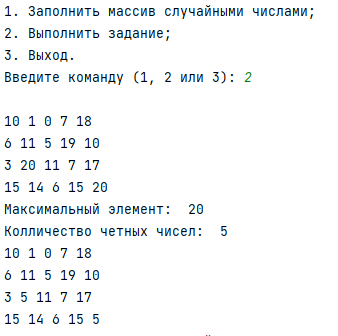 1. Заполнить массив случайными числами;
2. Выполнить задание;
3. Выход.
Введите команду (1, 2 или 3): 2
10 1 0 7 18
6 11 5 19 10
3 20 11 7 17
15 14 6 15 20
Максимальный элемент:  20
Колличество четных чисел:  5
10 1 0 7 18
6 11 5 19 10
3 5 11 7 17
15 14 6 15 5